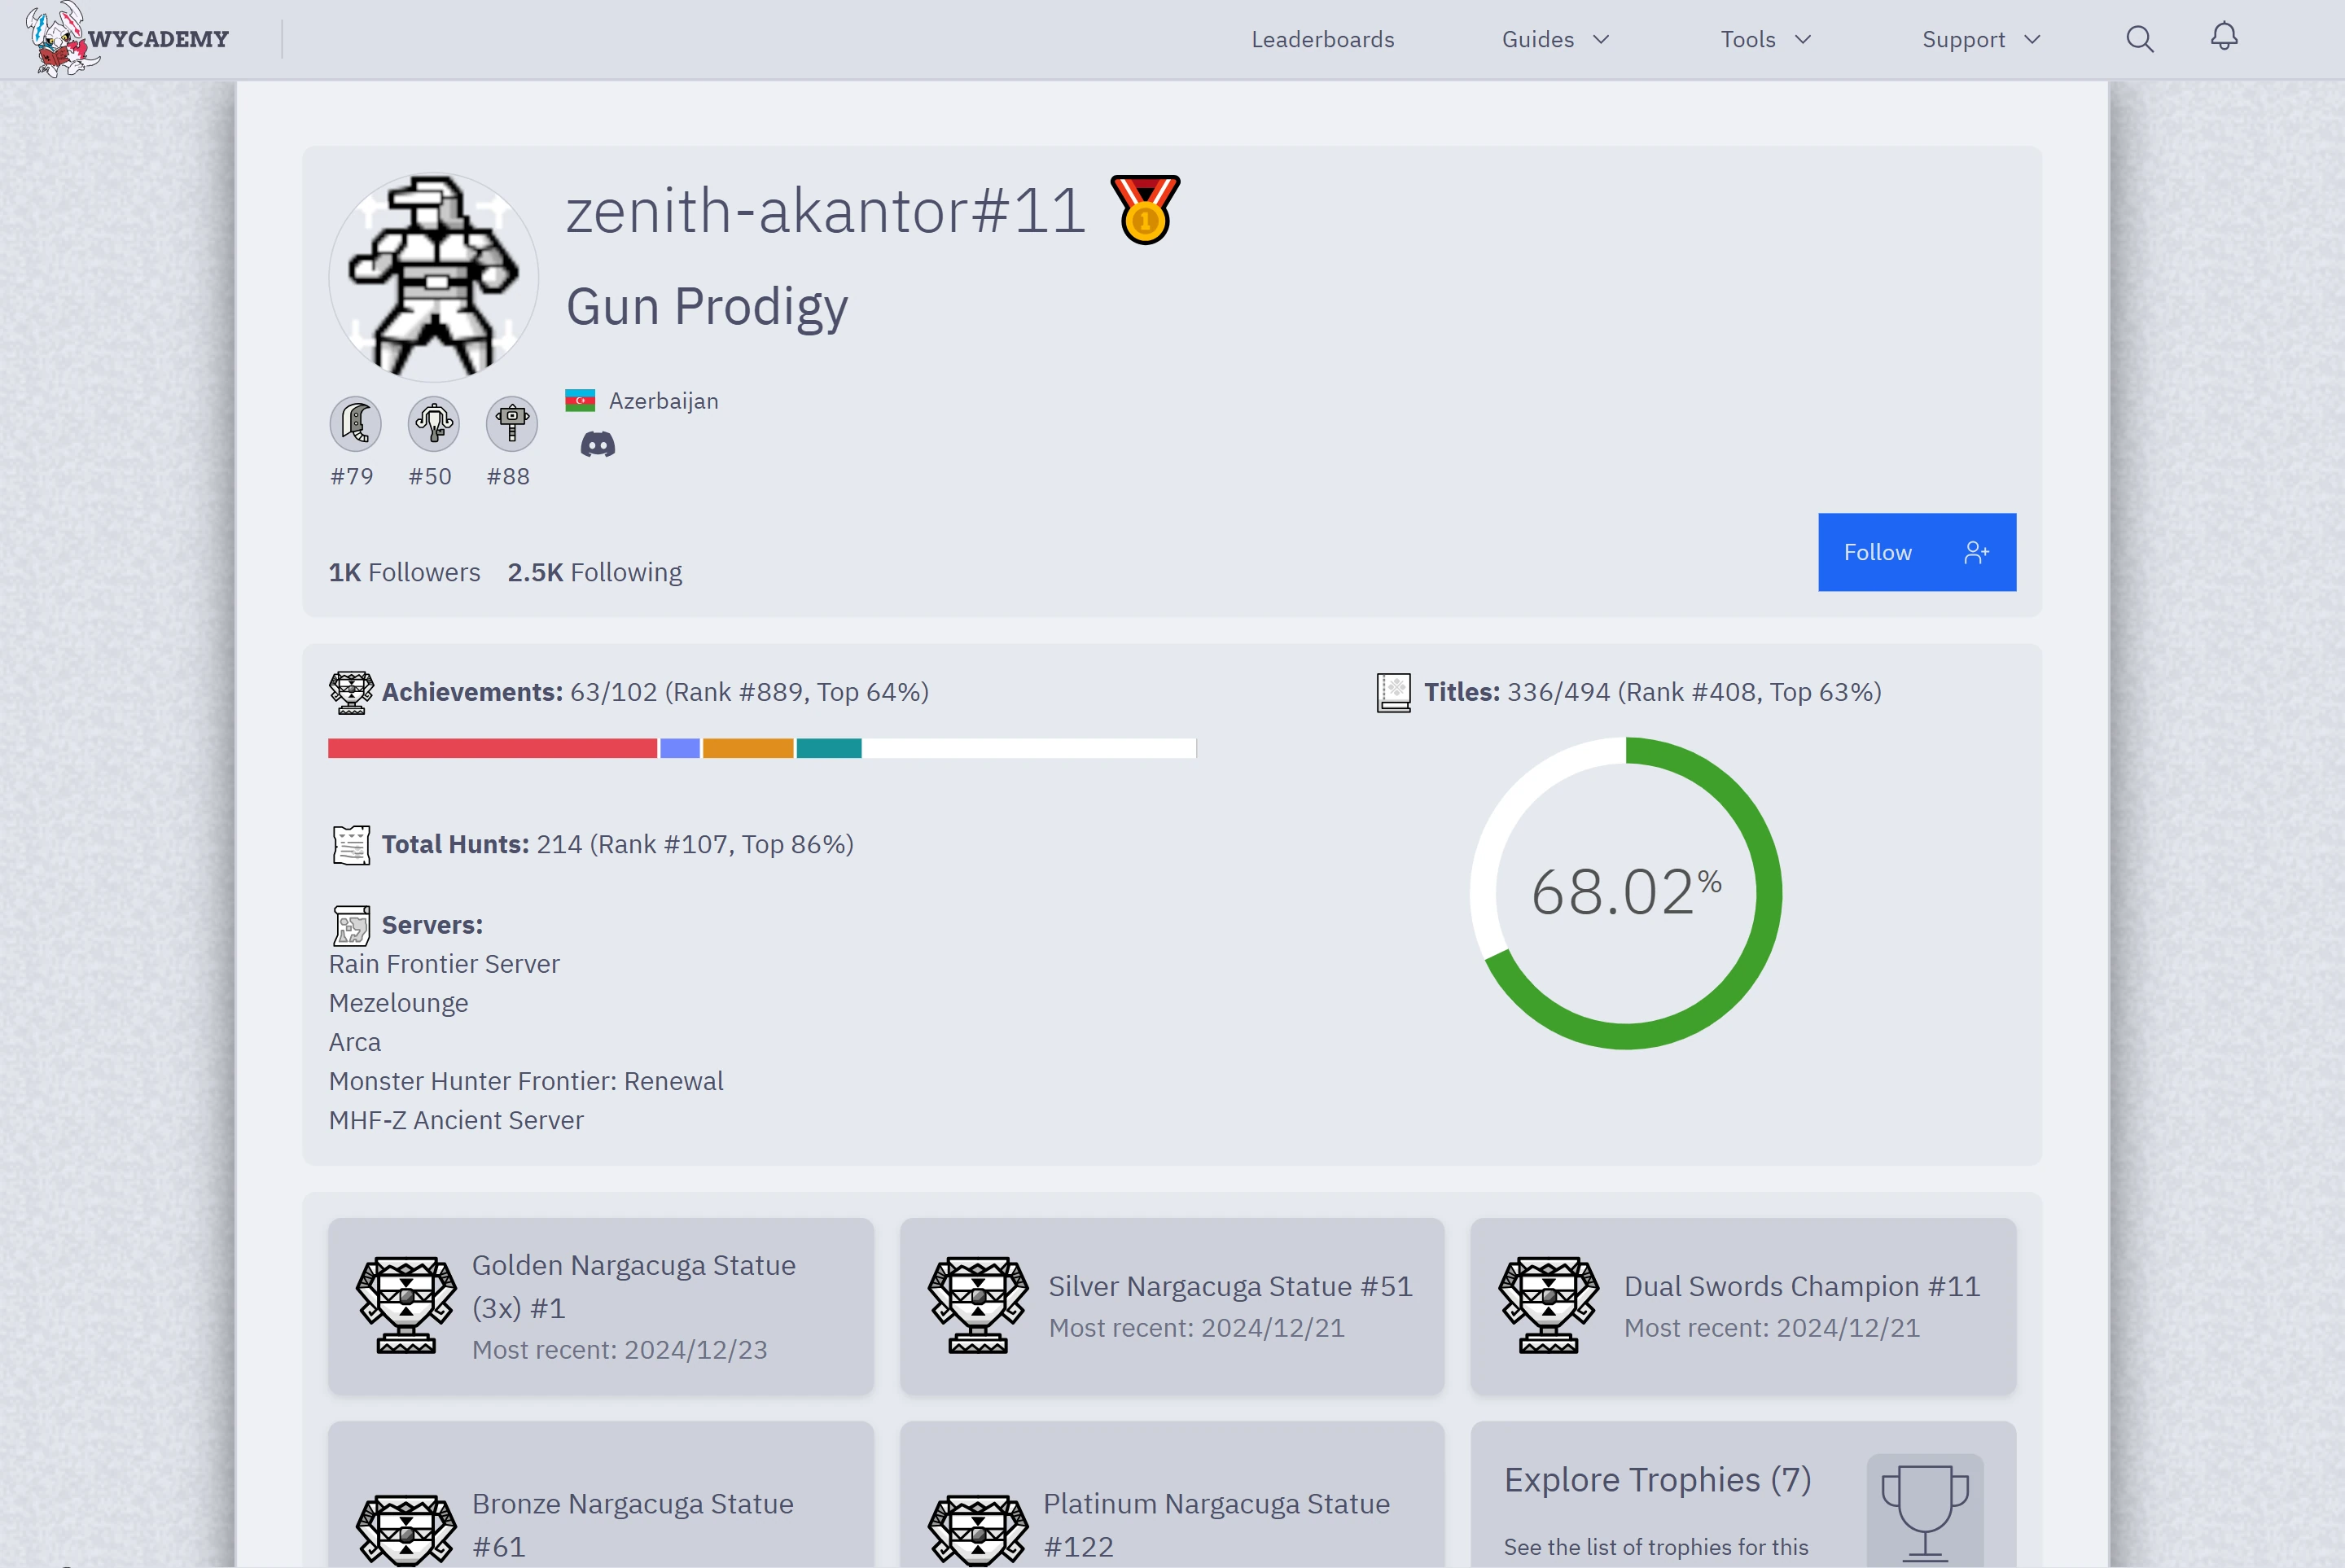 WYCADEMY
Leaderboards
Guides
Tools
Support
zenith-akantor#11
1
Gun Prodigy
Azerbaijan
#79
#50
#88
1K Followers 2.5K Following
Follow
Achievements: 63/102 (Rank #889, Top 64%)
Titles: 336/494 (Rank #408, Top 63%)
68.02%
Total Hunts: 214 (Rank #107, Top 86%)
Servers:
Rain Frontier Server
Mezelounge
Arca
Monster Hunter Frontier: Renewal
MHF-Z Ancient Server
Golden Nargacuga Statue
(3x) #1
Most recent: 2024/12/23
Silver Nargacuga Statue #51
Most recent: 2024/12/21
Dual Swords Champion #11
Most recent: 2024/12/21
Bronze Nargacuga Statue
#61
Platinum Nargacuga Statue
#122
Explore Trophies (7)
See the list of trophies for this